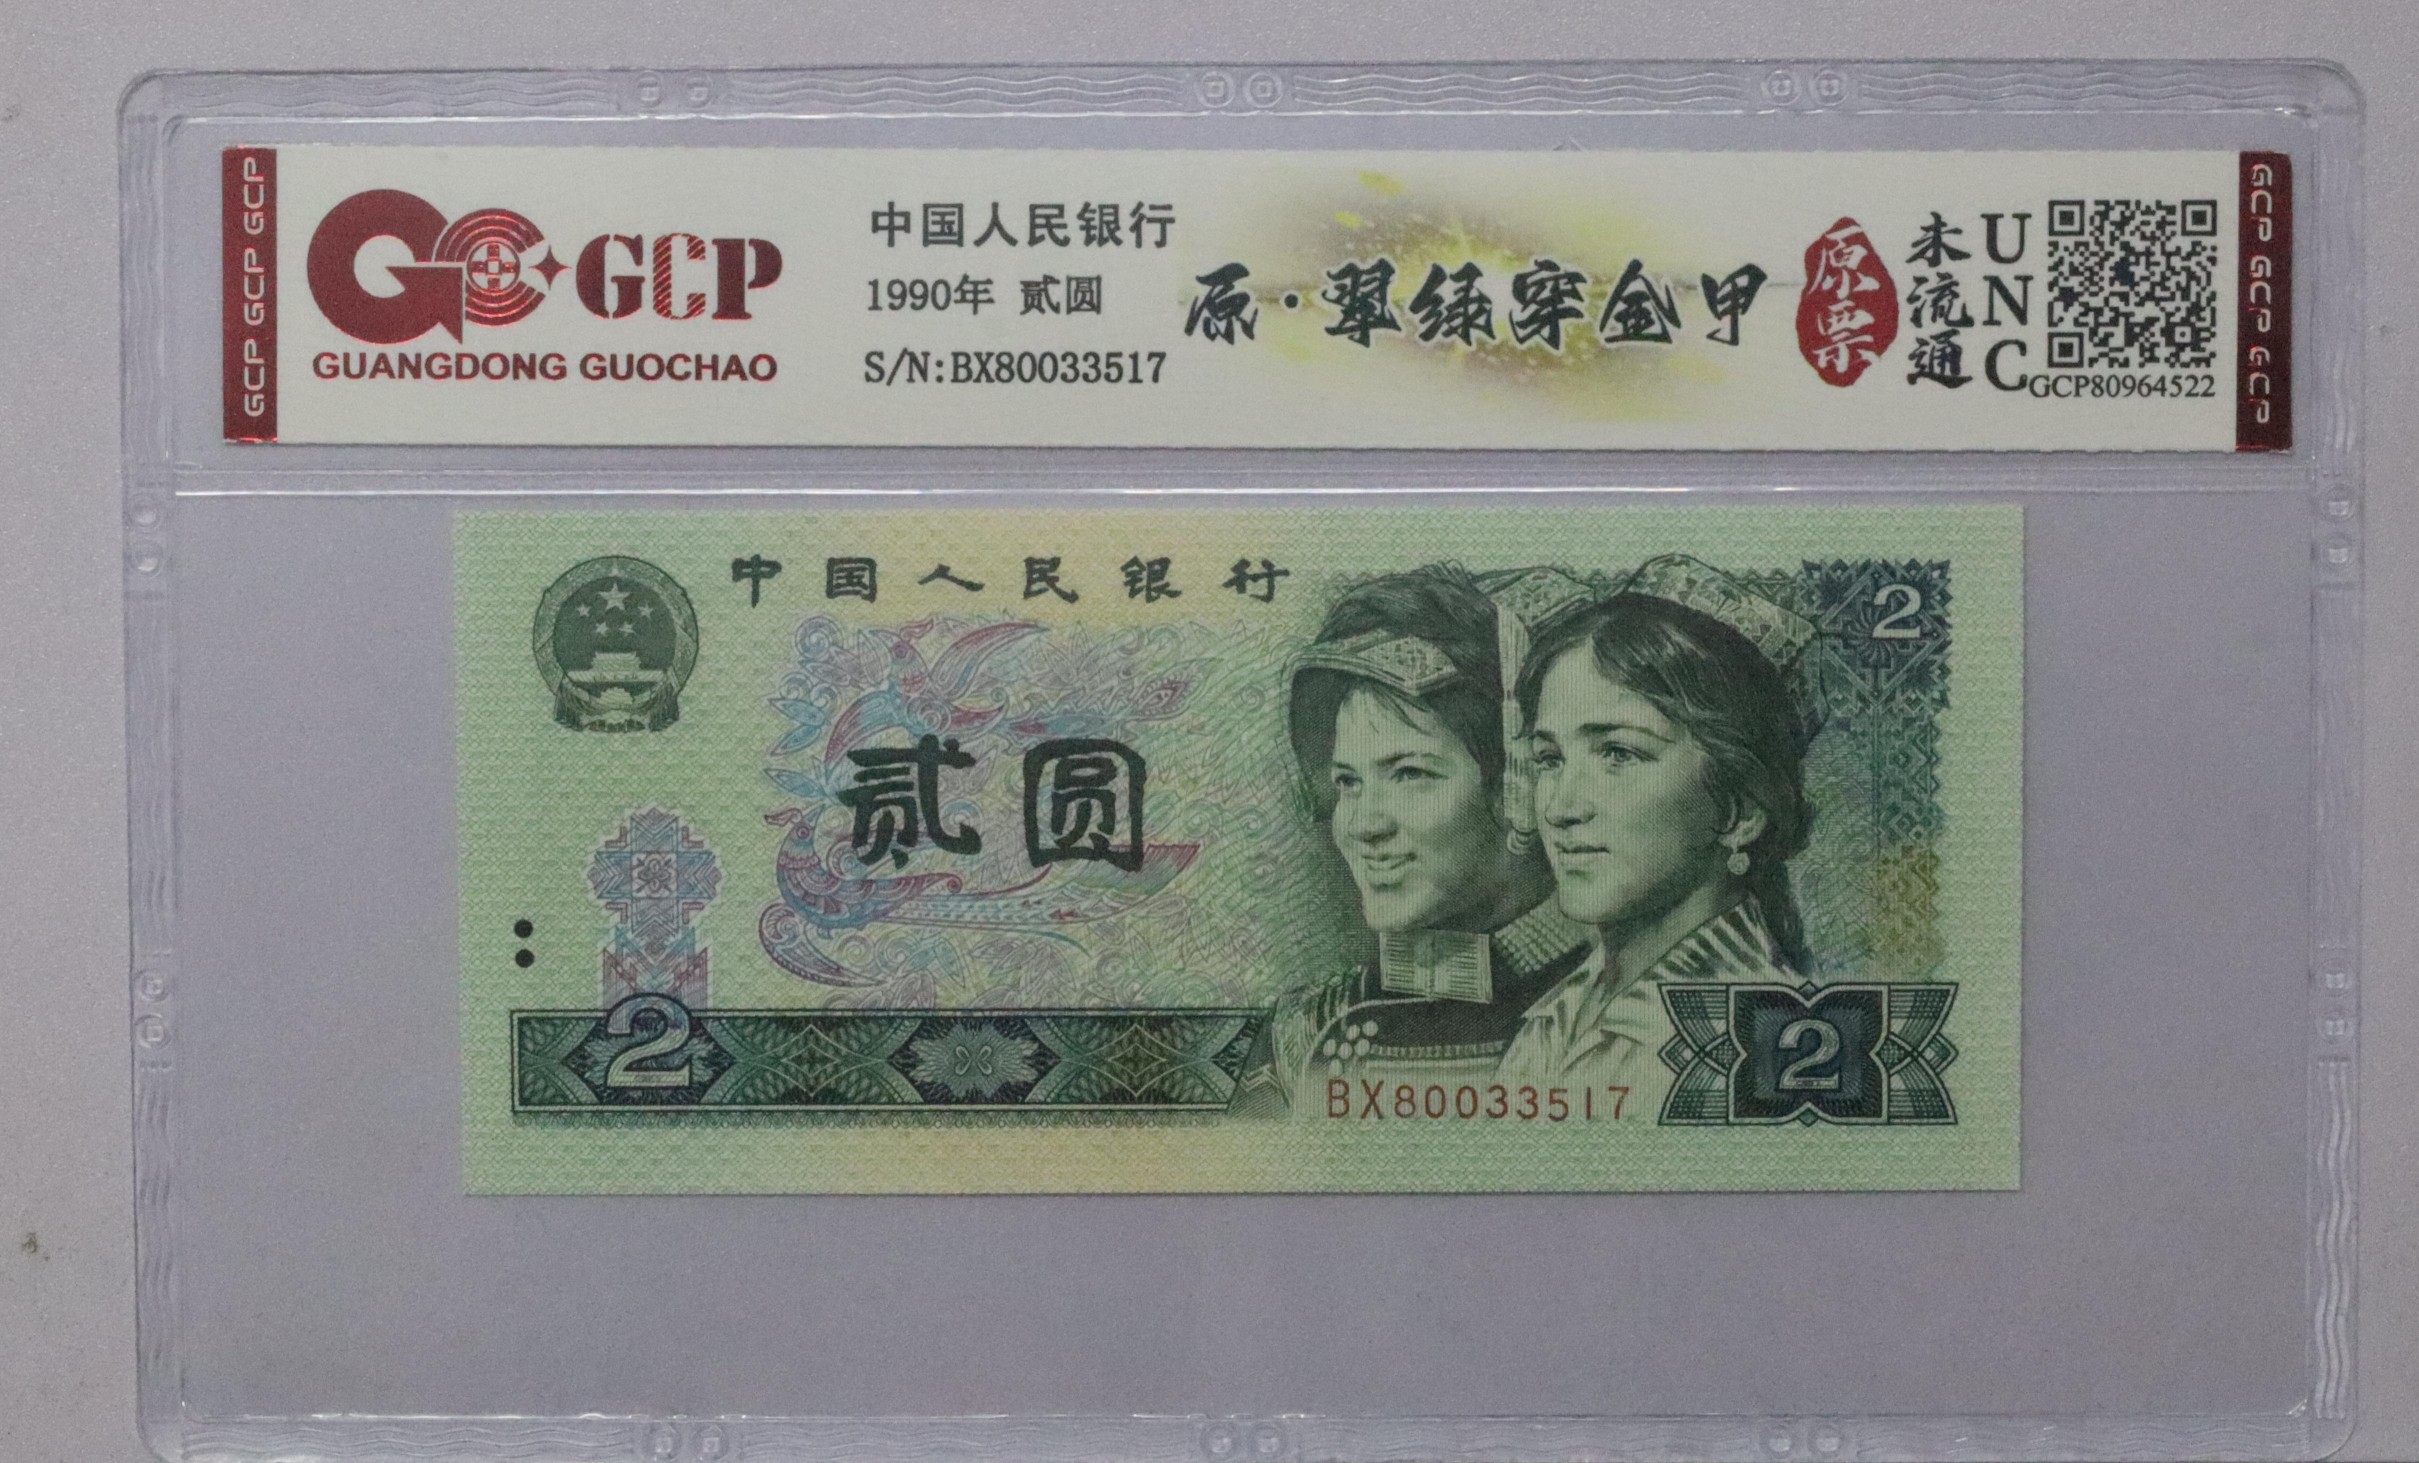 GCP GCP GCP
GCP
GUANGDONG GUOCHAO
中国人民银行
1990年 贰圆
S/N:BX80033517
原·翠绿穿金甲
原票
未流通
UNC
GCP80964522
GCP GCP GCP
中国人民银行
2
贰圆
2
2
BX80033517